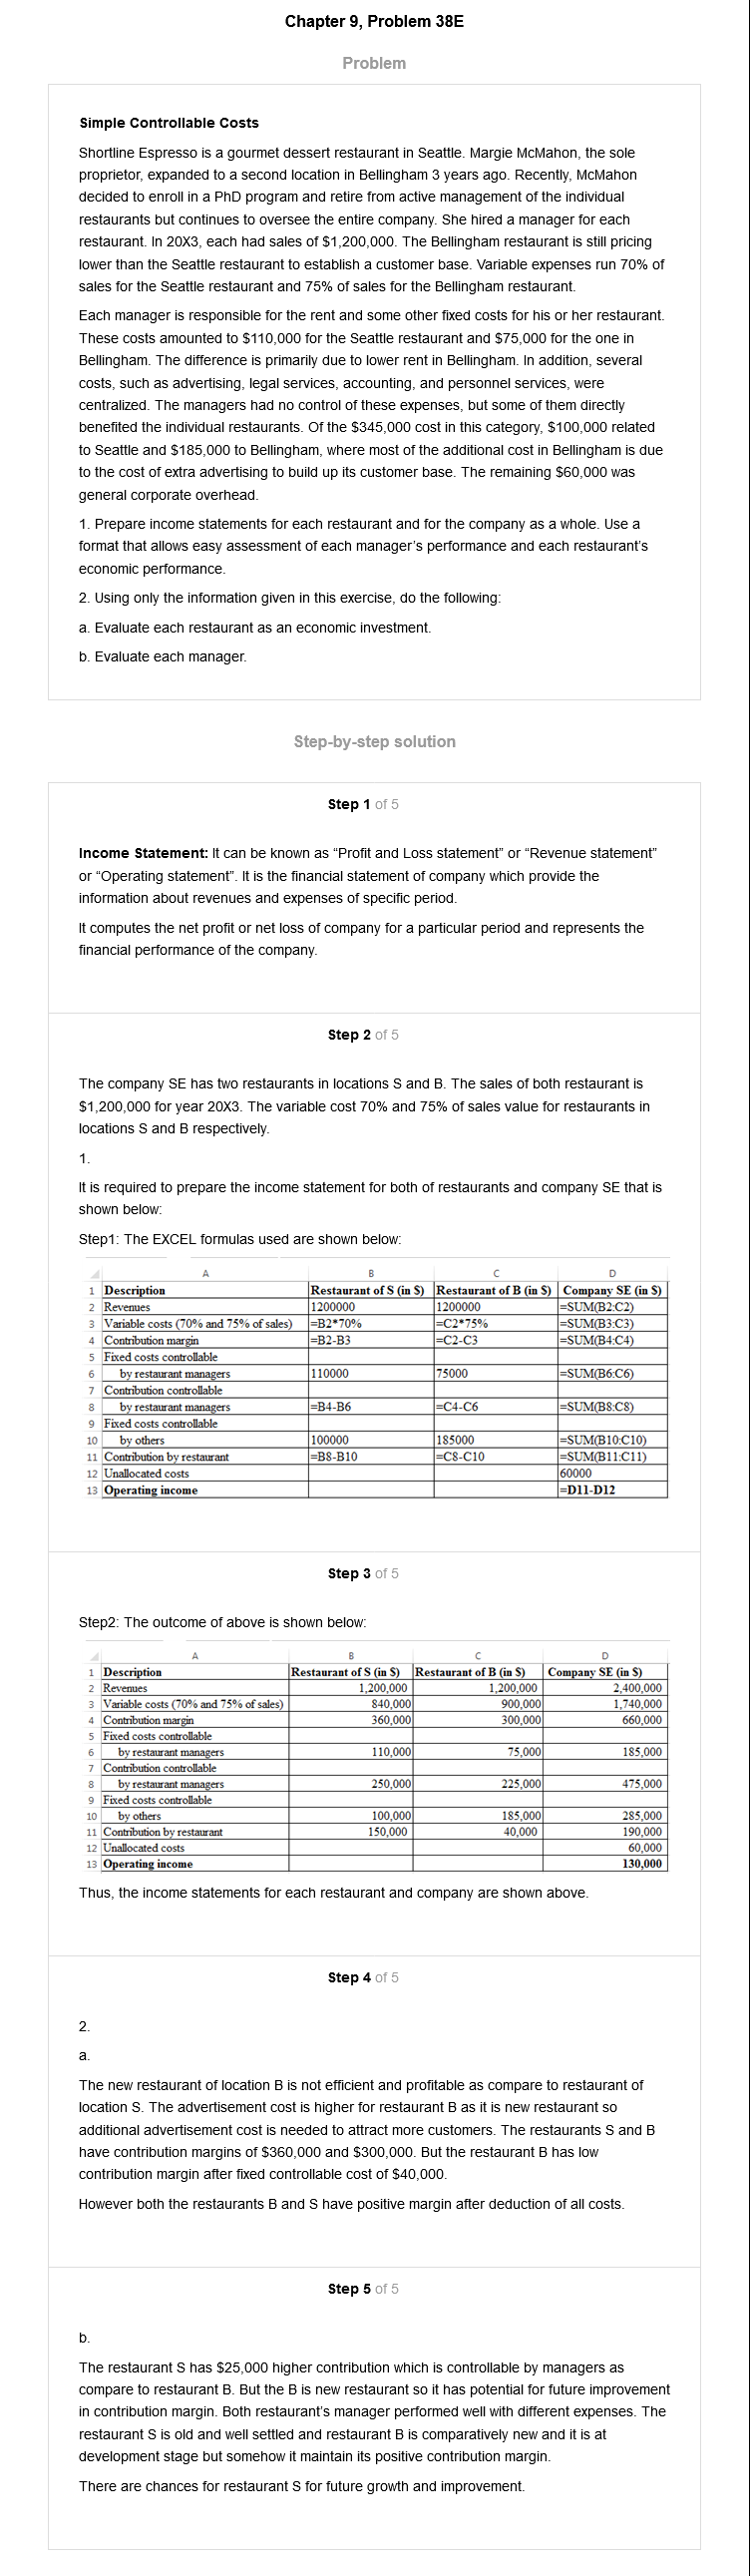 Chapter 9, Problem 38E
Problem
Simple Controllable Costs
Shortline Espresso is a gourmet dessert restaurant in Seattle. Margie McMahon, the sole
proprietor, expanded to a second location in Bellingham 3 years ago. Recently, McMahon
decided to enroll in a PhD program and retire from active management of the individual
restaurants but continues to oversee the entire company. She hired a manager for each
restaurant. In 20X3, each had sales of $1,200,000. The Bellingham restaurant is still pricing
lower than the Seattle restaurant to establish a customer base. Variable expenses run 70% of
sales for the Seattle restaurant and 75% of sales for the Bellingham restaurant.
Each manager is responsible for the rent and some other fixed costs for his or her restaurant.
These costs amounted to $110,000 for the Seattle restaurant and $75,000 for the one in
Bellingham. The difference is primarily due to lower rent in Bellingham. In addition, several
costs, such as advertising, legal services, accounting, and personnel services, were
centralized. The managers had no control of these expenses, but some of them directly
benefited the individual restaurants. Of the $345,000 cost in this category, $100,000 related
to Seattle and $185,000 to Bellingham, where most of the additional cost in Bellingham is due
to the cost of extra advertising to build up its customer base. The remaining $60,000 was
general corporate overhead.
1. Prepare income statements for each restaurant and for the company as a whole. Use a
format that allows easy assessment of each manager's performance and each restaurant's
economic performance.
2. Using only the information given in this exercise, do the following:
a. Evaluate each restaurant as an economic investment.
b. Evaluate each manager.
Step-by-step solution
Step 1 of 5
Income Statement: It can be known as “Profit and Loss statement” or “Revenue statement”
or “Operating statement”. It is the financial statement of company which provide the
information about revenues and expenses of specific period.
It computes the net profit or net loss of company for a particular period and represents the
financial performance of the company.
Step 2 of 5
The company SE has two restaurants in locations S and B. The sales of both restaurant is
$1,200,000 for year 20X3. The variable cost 70% and 75% of sales value for restaurants in
locations S and B respectively.
1.
It is required to prepare the income statement for both of restaurants and company SE that is
shown below:
Step1: The EXCEL formulas used are shown below:
A B C D
1 Description Restaurant of S (in $) Restaurant of B (in $) Company SE (in $)
2 Revenues 1200000 1200000 =SUM(B2:C2)
3 Variable costs (70% and 75% of sales) =B2*70% =C2*75% =SUM(B3:C3)
4 Contribution margin =B2-B3 =C2-C3 =SUM(B4:C4)
5 Fixed costs controllable
6 by restaurant managers 110000 75000 =SUM(B6:C6)
7 Contribution controllable
8 by restaurant managers =B4-B6 =C4-C6 =SUM(B8:C8)
9 Fixed costs controllable
10 by others 100000 185000 =SUM(B10:C10)
11 Contribution by restaurant =B8-B10 =C8-C10 =SUM(B11:C11)
12 Unallocated costs 60000
13 Operating income =D11-D12
Step 3 of 5
Step2: The outcome of above is shown below:
A B C D
1 Description Restaurant of S (in $) Restaurant of B (in $) Company SE (in $)
2 Revenues 1,200,000 1,200,000 2,400,000
3 Variable costs (70% and 75% of sales) 840,000 900,000 1,740,000
4 Contribution margin 360,000 300,000 660,000
5 Fixed costs controllable
6 by restaurant managers 110,000 75,000 185,000
7 Contribution controllable
8 by restaurant managers 250,000 225,000 475,000
9 Fixed costs controllable
10 by others 100,000 185,000 285,000
11 Contribution by restaurant 150,000 40,000 190,000
12 Unallocated costs 60,000
13 Operating income 130,000
Thus, the income statements for each restaurant and company are shown above.
Step 4 of 5
2.
a.
The new restaurant of location B is not efficient and profitable as compare to restaurant of
location S. The advertisement cost is higher for restaurant B as it is new restaurant so
additional advertisement cost is needed to attract more customers. The restaurants S and B
have contribution margins of $360,000 and $300,000. But the restaurant B has low
contribution margin after fixed controllable cost of $40,000.
However both the restaurants B and S have positive margin after deduction of all costs.
Step 5 of 5
b.
The restaurant S has $25,000 higher contribution which is controllable by managers as
compare to restaurant B. But the B is new restaurant so it has potential for future improvement
in contribution margin. Both restaurant's manager performed well with different expenses. The
restaurant S is old and well settled and restaurant B is comparatively new and it is at
development stage but somehow it maintain its positive contribution margin.
There are chances for restaurant S for future growth and improvement.